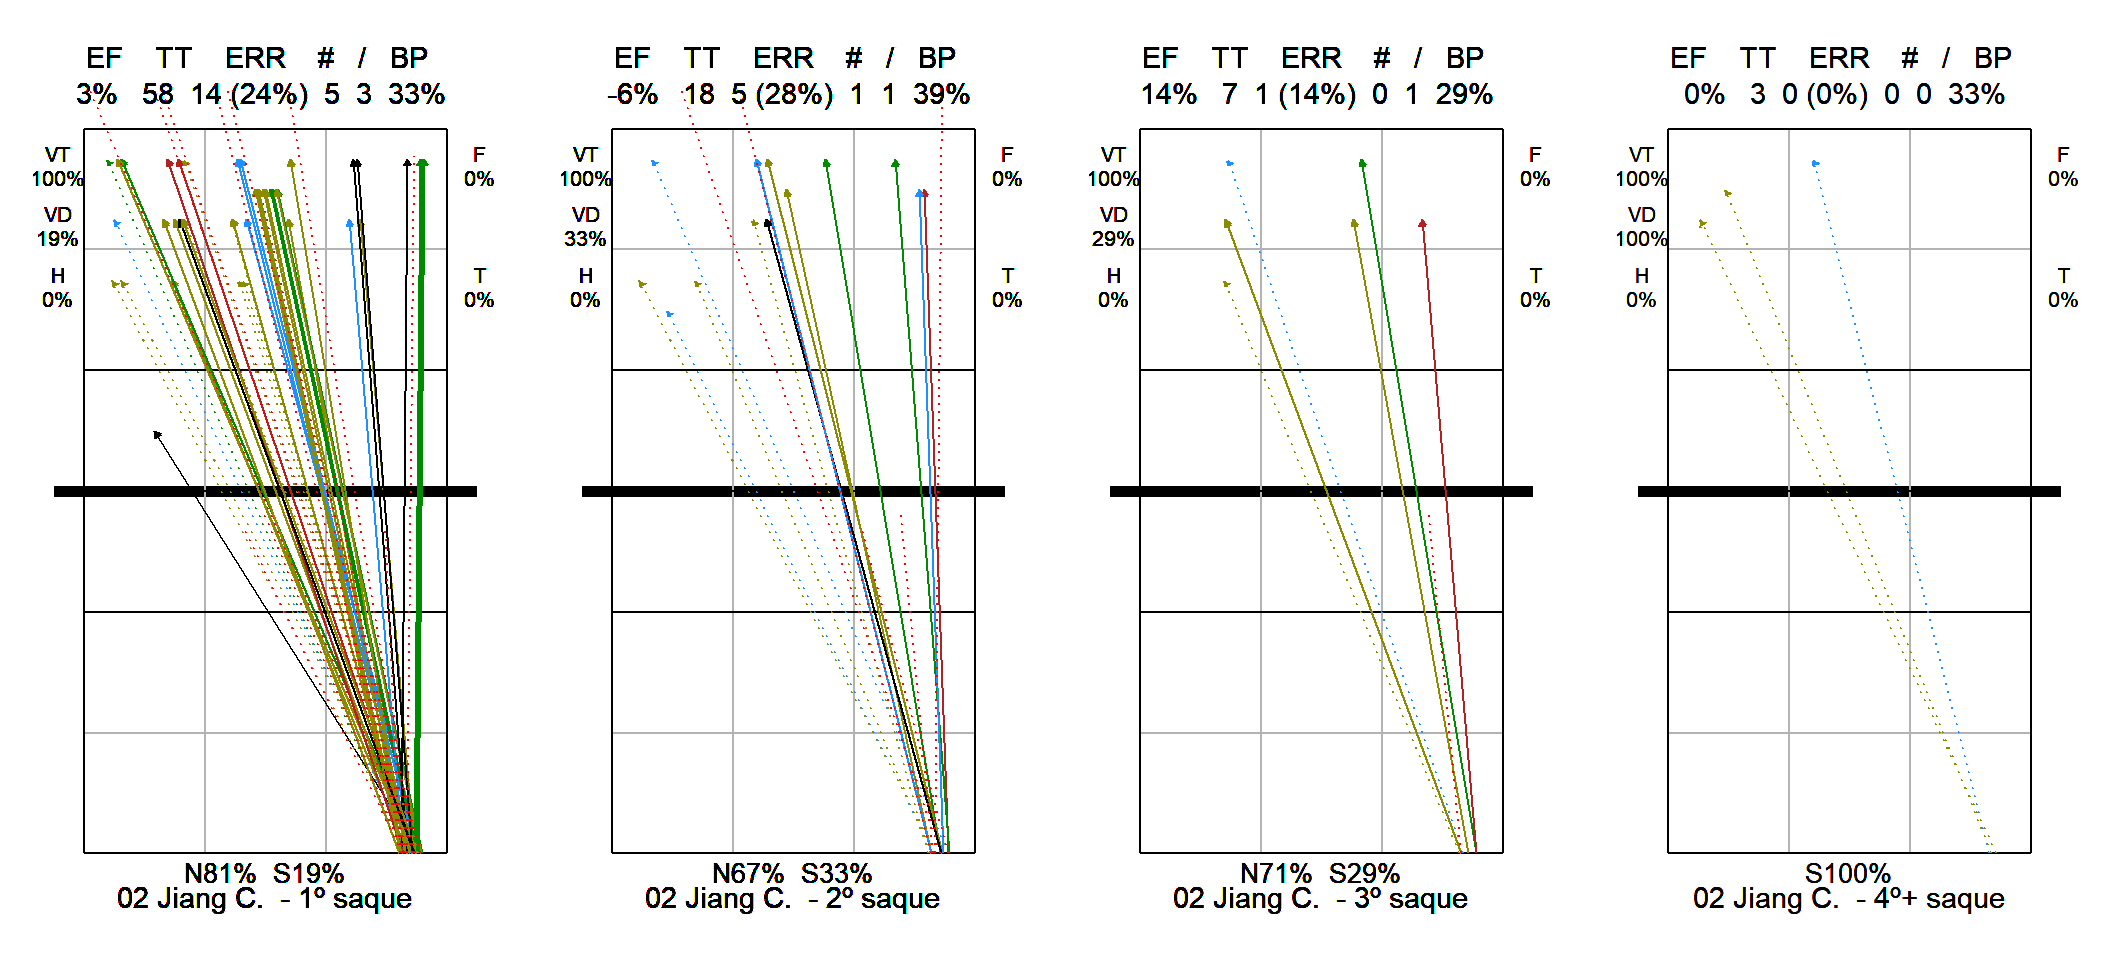 EF TT ERR # / BP
3% 58 14 (24%) 5 3 33%
VT
100%
VD
19%
H
0%
F
0%
T
0%
N81% S19%
02 Jiang C. - 1º saque
EF TT ERR # / BP
-6% 18 5 (28%) 1 1 39%
VT
100%
VD
33%
H
0%
F
0%
T
0%
N67% S33%
02 Jiang C. - 2º saque
EF TT ERR # / BP
14% 7 1 (14%) 0 1 29%
VT
100%
VD
29%
H
0%
F
0%
T
0%
N71% S29%
02 Jiang C. - 3º saque
EF TT ERR # / BP
0% 3 0 (0%) 0 0 33%
VT
100%
VD
100%
H
0%
F
0%
T
0%
S100%
02 Jiang C. - 4º+ saque